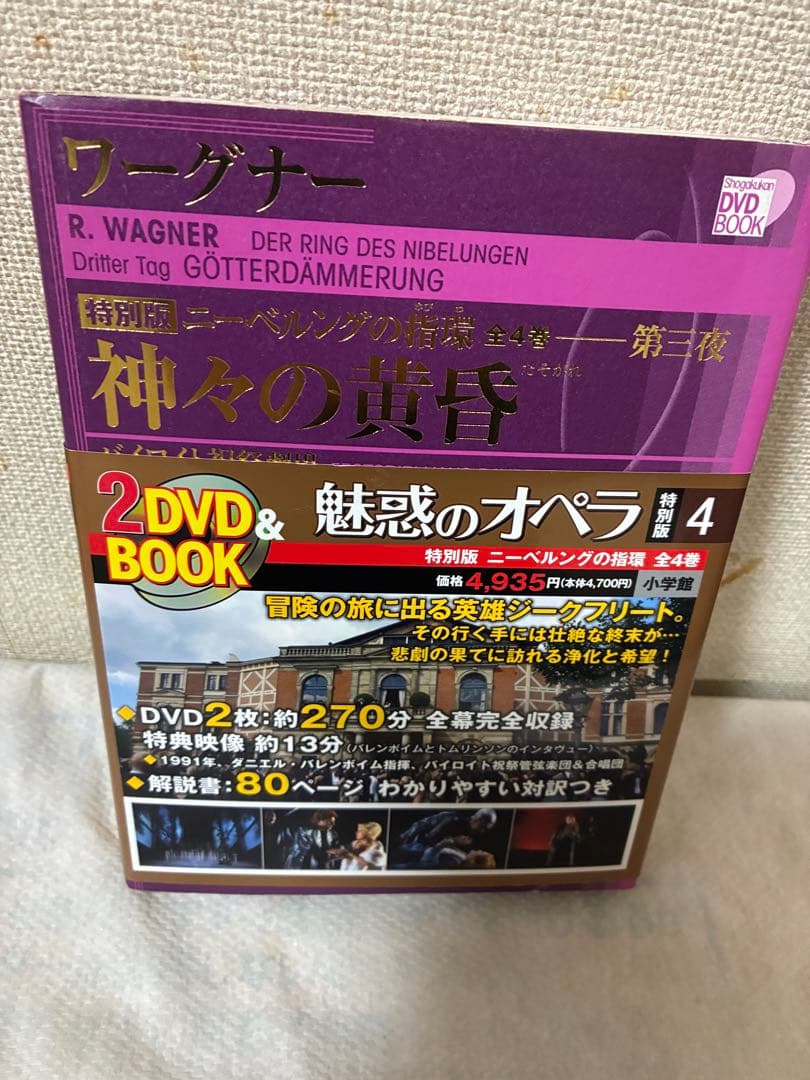 ワーグナー
Shogakukan
DVD
BOOK
R. WAGNER DER RING DES NIBELUNGEN
Dritter Tag GÖTTERDÄMMERUNG
特別版 ニーベルングの指環 全4巻——第三夜
神々の黄昏
たそがれ
2DVD
BOOK
& 魅惑のオペラ 特別版 4
特別版 ニーベルングの指環 全4巻
価格4,935円(本体4,700円) 小学館
冒険の旅に出る英雄ジークフリート。
その行く手には壮絶な終末が…
悲劇の果てに訪れる浄化と希望!
◆DVD2枚:約270分 全幕完全収録
特典映像 約13分(バレンボイムとトムリンソンのインタヴュー)
◆1991年、ダニエル・バレンボイム指揮、バイロイト祝祭管弦楽団&合唱団
◆解説書:80ページ わかりやすい対訳つき